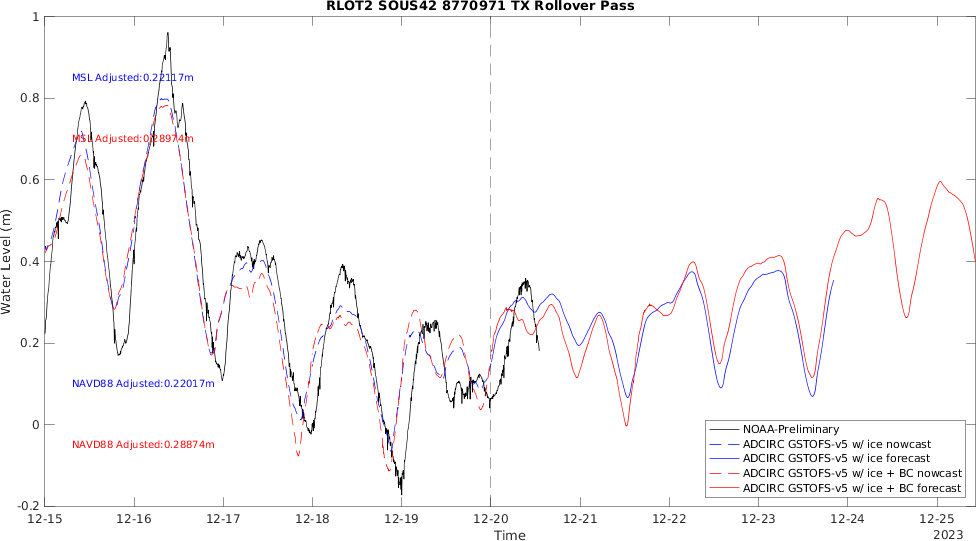 RLOT2 SOUS42 8770971 TX Rollover Pass
1
0.8
0.6
0.4
0.2
0
-0.2
Water Level (m)
MSL Adjusted:0.22117m
MSL Adjusted:0.28974m
NAVD88 Adjusted:0.22017m
NAVD88 Adjusted:0.28874m
NOAA-Preliminary
ADCIRC GSTOFS-v5 w/ ice nowcast
ADCIRC GSTOFS-v5 w/ ice forecast
ADCIRC GSTOFS-v5 w/ ice + BC nowcast
ADCIRC GSTOFS-v5 w/ ice + BC forecast
12-15 12-16 12-17 12-18 12-19 12-20 12-21 12-22 12-23 12-24 12-25
Time 2023